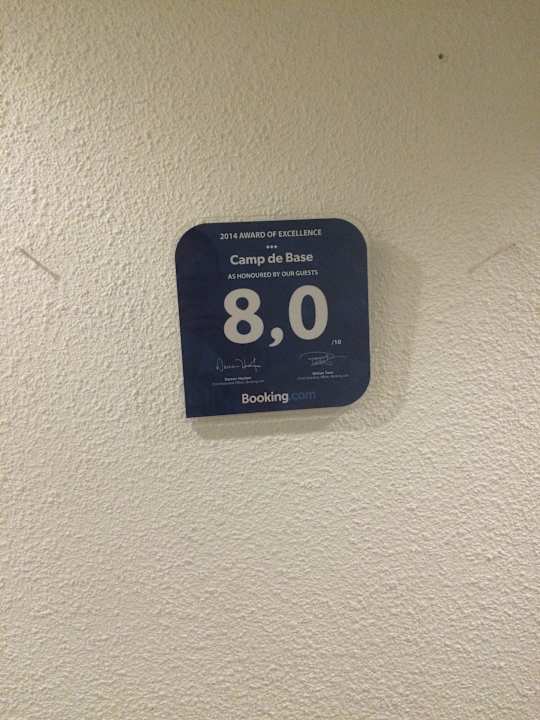 2014 AWARD OF EXCELLENCE
Camp de Base
AS HONOURED BY OUR GUESTS
8,0
/10
Booking.com